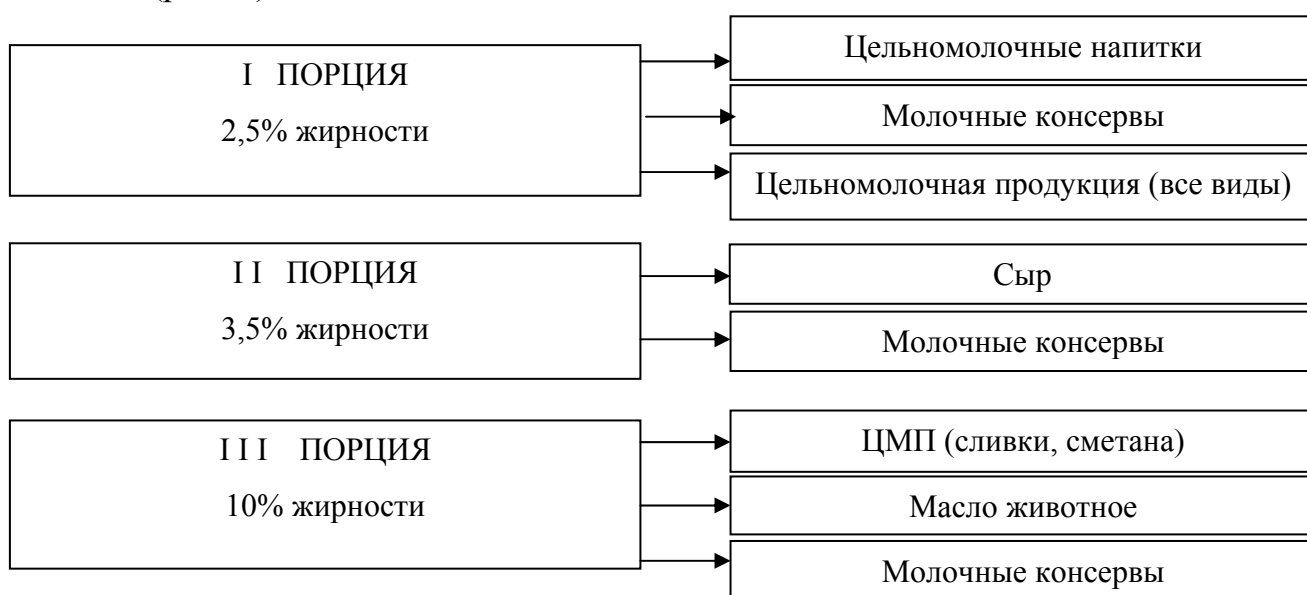 I ПОРЦИЯ
2,5% жирности
Цельномолочные напитки
Молочные консервы
Цельномолочная продукция (все виды)
I I ПОРЦИЯ
3,5% жирности
Сыр
Молочные консервы
I I I ПОРЦИЯ
10% жирности
ЦМП (сливки, сметана)
Масло животное
Молочные консервы